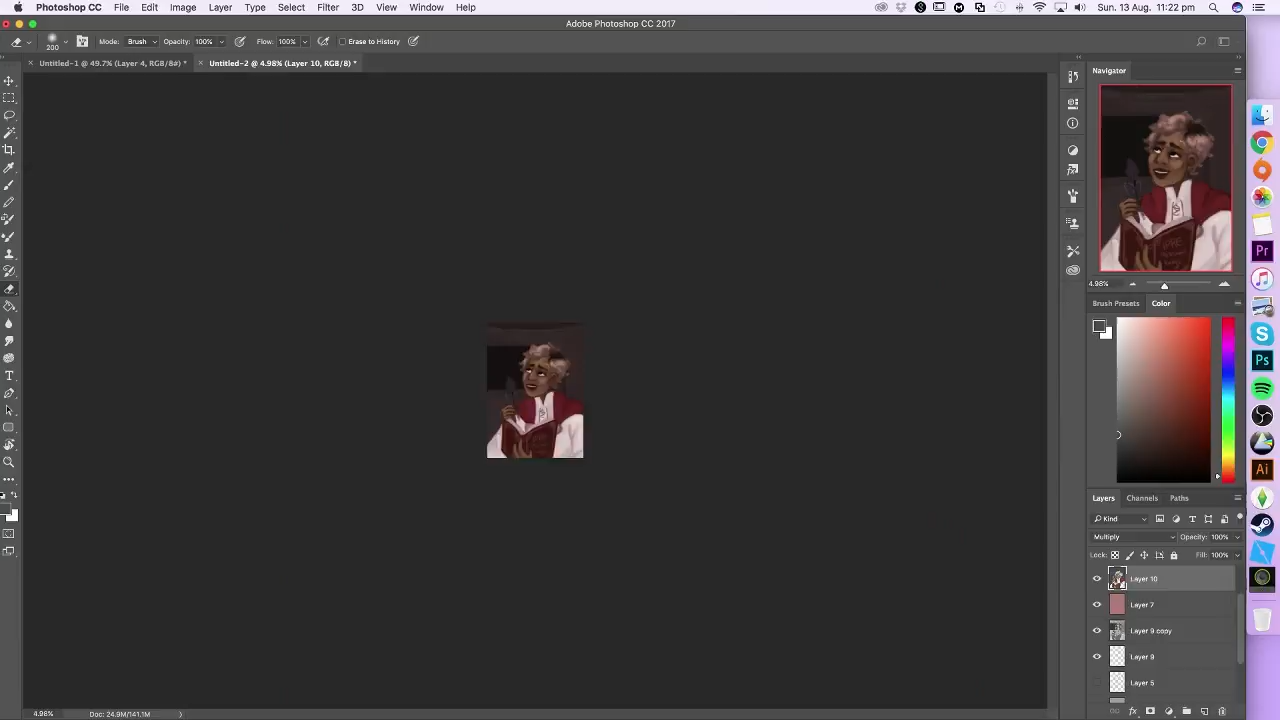 Photoshop CC File Edit Image Layer Type Select Filter 3D View Window Help Sun 13 Aug. 11:22 pm
Adobe Photoshop CC 2017
200 Mode: Brush Opacity: 100% Flow: 100% Erase to History
Untitled-1 @ 49.7% (Layer 4, RGB/8#) * Untitled-2 @ 4.98% (Layer 10, RGB/8) *
Navigator
4.98%
Brush Presets Color
Layers Channels Paths
Kind
Multiply Opacity: 100%
Lock: Fill: 100%
Layer 10
Layer 7
Layer 9 copy
Layer 9
Layer 5
4.98% Doc: 24.9M/141.1M
Pr
S
Ps
Ai